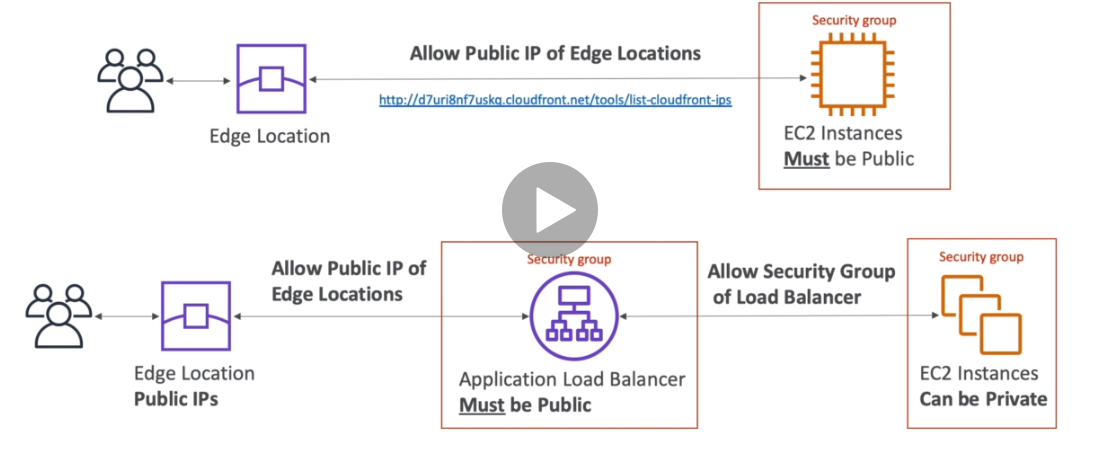 Security group
Allow Public IP of Edge Locations
http://d7uri8nf7uskq.cloudfront.net/tools/list-cloudfront-ips
Edge Location
EC2 Instances
Must be Public
Security group
Allow Public IP of
Edge Locations
Allow Security Group
of Load Balancer
Security group
Edge Location
Public IPs
Application Load Balancer
Must be Public
EC2 Instances
Can be Private